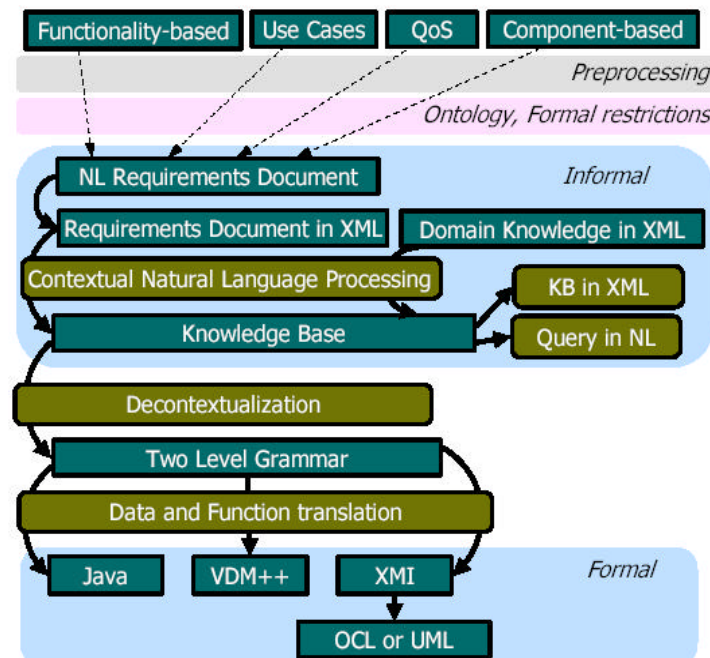 Functionality-based
Use Cases
QoS
Component-based
Preprocessing
Ontology, Formal restrictions
NL Requirements Document
Informal
Requirements Document in XML
Domain Knowledge in XML
Contextual Natural Language Processing
KB in XML
Knowledge Base
Query in NL
Decontextualization
Two Level Grammar
Data and Function translation
Java
VDM++
XMI
Formal
OCL or UML